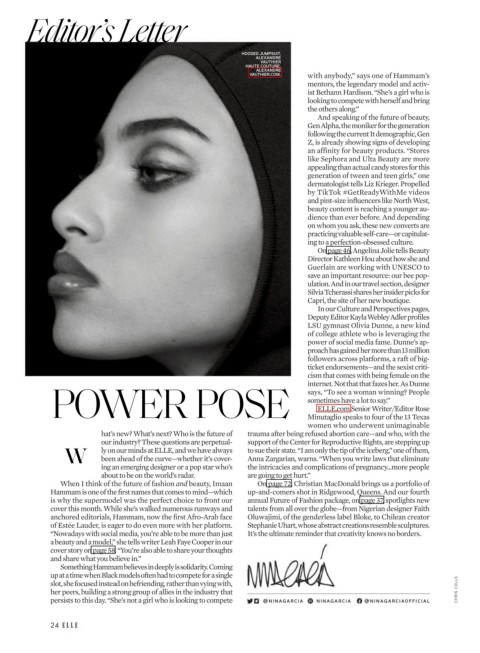 Editor's Letter
HOODED JUMPSUIT,
ALEXANDRE
VAUTHIER
HAUTE COUTURE,
ALEXANDRE
VAUTHIER.COM.
POWER POSE
What's new? What's next? Who is the future of
our industry? These questions are perpetual-
ly on our minds at ELLE, and we have always
been ahead of the curve—whether it's cover-
ing an emerging designer or a pop star who's
about to be on the world's radar.
When I think of the future of fashion and beauty, Imaan
Hammam is one of the first names that comes to mind—which
is why the supermodel was the perfect choice to front our
cover this month. While she's walked numerous runways and
anchored editorials, Hammam, now the first Afro-Arab face
of Estée Lauder, is eager to do even more with her platform.
"Nowadays with social media, you're able to be more than just
a beauty and a model," she tells writer Leah Faye Cooper in our
cover story on page 58. "You're also able to share your thoughts
and share what you believe in."
Something Hammam believes in deeply is solidarity. Coming
up at a time when Black models often had to compete for a single
slot, she focused instead on befriending, rather than vying with,
her peers, building a strong group of allies in the industry that
persists to this day. "She's not a girl who is looking to compete
with anybody," says one of Hammam's
mentors, the legendary model and activ-
ist Bethann Hardison. "She's a girl who is
looking to compete with herself and bring
the others along."
And speaking of the future of beauty,
Gen Alpha, the moniker for the generation
following the current It demographic, Gen
Z, is already showing signs of developing
an affinity for beauty products. "Stores
like Sephora and Ulta Beauty are more
appealing than actual candy stores for this
generation of tween and teen girls," one
dermatologist tells Liz Krieger. Propelled
by TikTok #GetReadyWithMe videos
and pint-size influencers like North West,
beauty content is reaching a younger au-
dience than ever before. And depending
on whom you ask, these new converts are
practicing valuable self-care—or capitulat-
ing to a perfection-obsessed culture.
On page 46, Angelina Jolie tells Beauty
Director Kathleen Hou about how she and
Guerlain are working with UNESCO to
save an important resource: our bee pop-
ulation. And in our travel section, designer
Silvia Tcherassi shares her insider picks for
Capri, the site of her new boutique.
In our Culture and Perspectives pages,
Deputy Editor Kayla Webley Adler profiles
LSU gymnast Olivia Dunne, a new kind
of college athlete who is leveraging the
power of social media fame. Dunne's ap-
proach has gained her more than 13 million
followers across platforms, a raft of big-
ticket endorsements—and the sexist criti-
cism that comes with being female on the
internet. Not that that fazes her. As Dunne
says, "To see a woman winning? People
sometimes have a lot to say."
ELLE.com Senior Writer/Editor Rose
Minutaglio speaks to four of the 13 Texas
women who underwent unimaginable
trauma after being refused abortion care—and who, with the
support of the Center for Reproductive Rights, are stepping up
to sue their state. "I am only the tip of the iceberg," one of them,
Anna Zargarian, warns. "When you write laws that eliminate
the intricacies and complications of pregnancy...more people
are going to get hurt."
On page 72, Christian MacDonald brings us a portfolio of
up-and-comers shot in Ridgewood, Queens. And our fourth
annual Future of Fashion package, on page 37, spotlights new
talents from all over the globe—from Nigerian designer Faith
Oluwajimi, of the genderless label Bloke, to Chilean creator
Stephanie Uhart, whose abstract creations resemble sculptures.
It's the ultimate reminder that creativity knows no borders.
@NINAGARCIA NINAGARCIA @NINAGARCIAOFFICIAL
24 ELLE
CHRIS COLLS